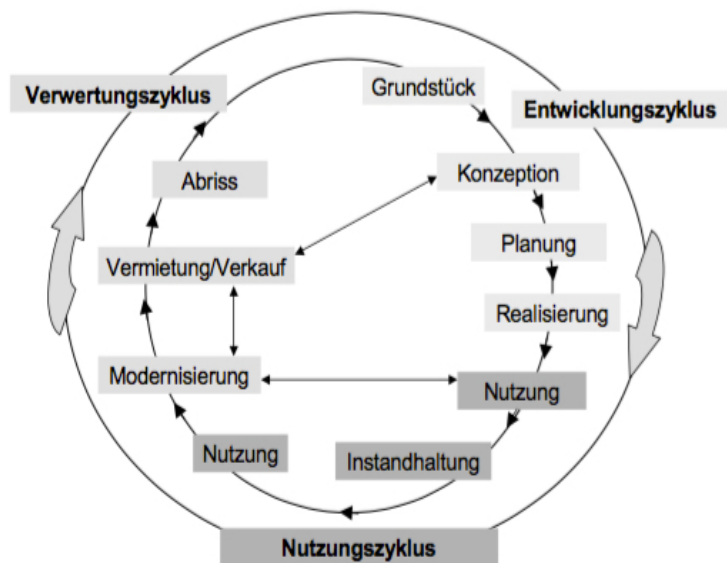 Grundstück
Verwertungszyklus
Entwicklungszyklus
Konzeption
Abriss
Planung
Vermietung/Verkauf
Realisierung
Modernisierung
Nutzung
Nutzung
Instandhaltung
Nutzungszyklus